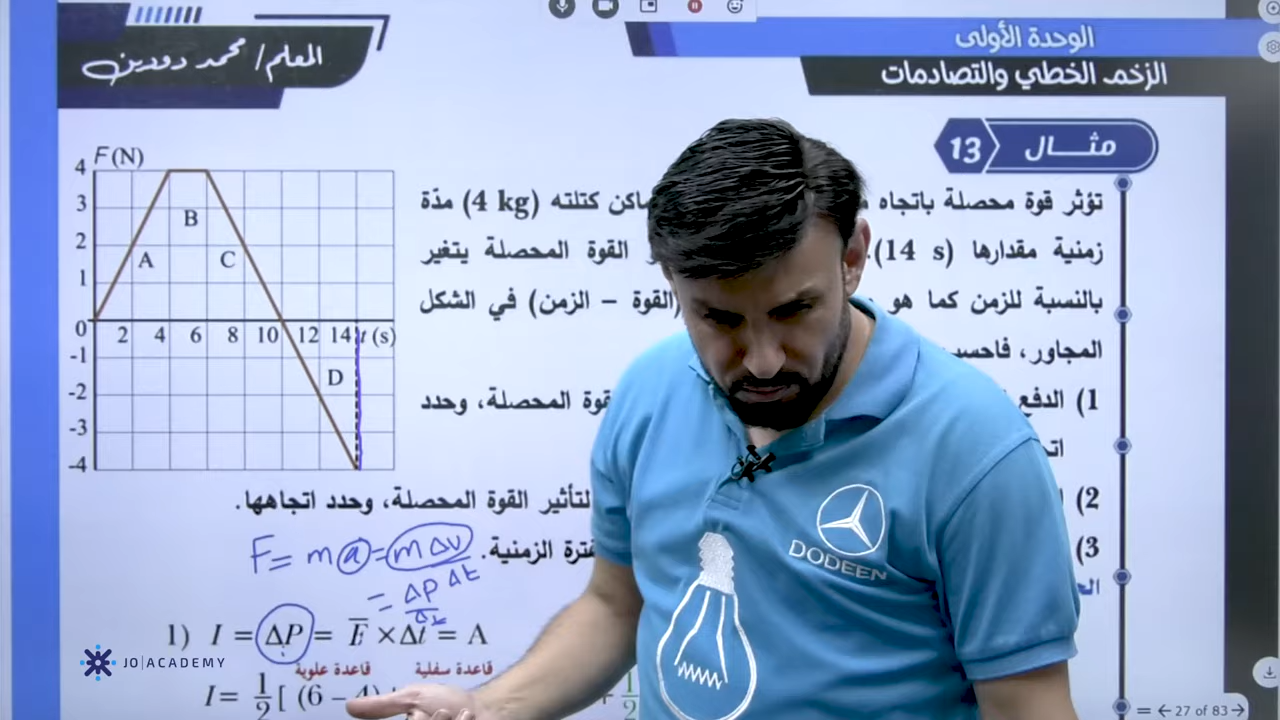 المعلم/ محمد دودين
الوحدة الأولى
الزخم الخطي والتصادمات
مثال 13
تؤثر قوة محصلة باتجاه
ساكن كتلته (4 kg) مدّة
زمنية مقدارها (14 s).
القوة المحصلة يتغير
بالنسبة للزمن كما هو
(القوة – الزمن) في الشكل
المجاور، فاحسب
1) الدفع
القوة المحصلة، وحدد
2)
لتأثير القوة المحصلة، وحدد اتجاهها.
3)
الفترة الزمنية.
F (N)
4
3
2
1
0
-1
-2
-3
-4
2 4 6 8 10 12 14 t (s)
A
B
C
D
F = m a = m Δv
Δt
= ΔP
1) I = ΔP = F̅ × Δt = A
قاعدة علوية
قاعدة سفلية
I = 1/2 [ (6 – 4)
JO|ACADEMY
DODEEN
27 of 83